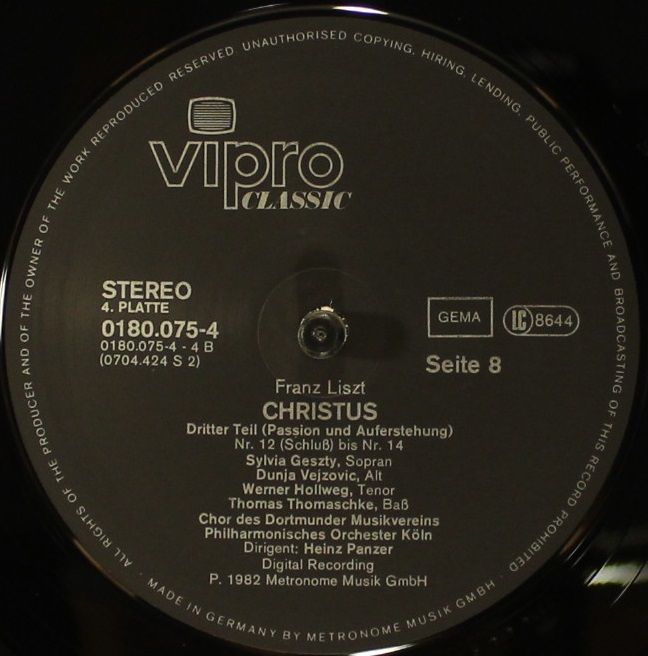 ALL RIGHTS OF THE PRODUCER AND OF THE OWNER OF THE WORK REPRODUCED RESERVED. UNAUTHORISED COPYING, HIRING, LENDING, PUBLIC PERFORMANCE AND BROADCASTING OF THIS RECORD PROHIBITED
vipro
CLASSIC
STEREO
4. PLATTE
0180.075-4
0180.075-4 - 4 B
(0704.424 S 2)
GEMA
LC 8644
Seite 8
Franz Liszt
CHRISTUS
Dritter Teil (Passion und Auferstehung)
Nr. 12 (Schluß) bis Nr. 14
Sylvia Geszty, Sopran
Dunja Vejzovic, Alt
Werner Hollweg, Tenor
Thomas Thomaschke, Baß
Chor des Dortmunder Musikvereins
Philharmonisches Orchester Köln
Dirigent: Heinz Panzer
Digital Recording
P. 1982 Metronome Musik GmbH
· MADE IN GERMANY BY METRONOME MUSIK GMBH ·